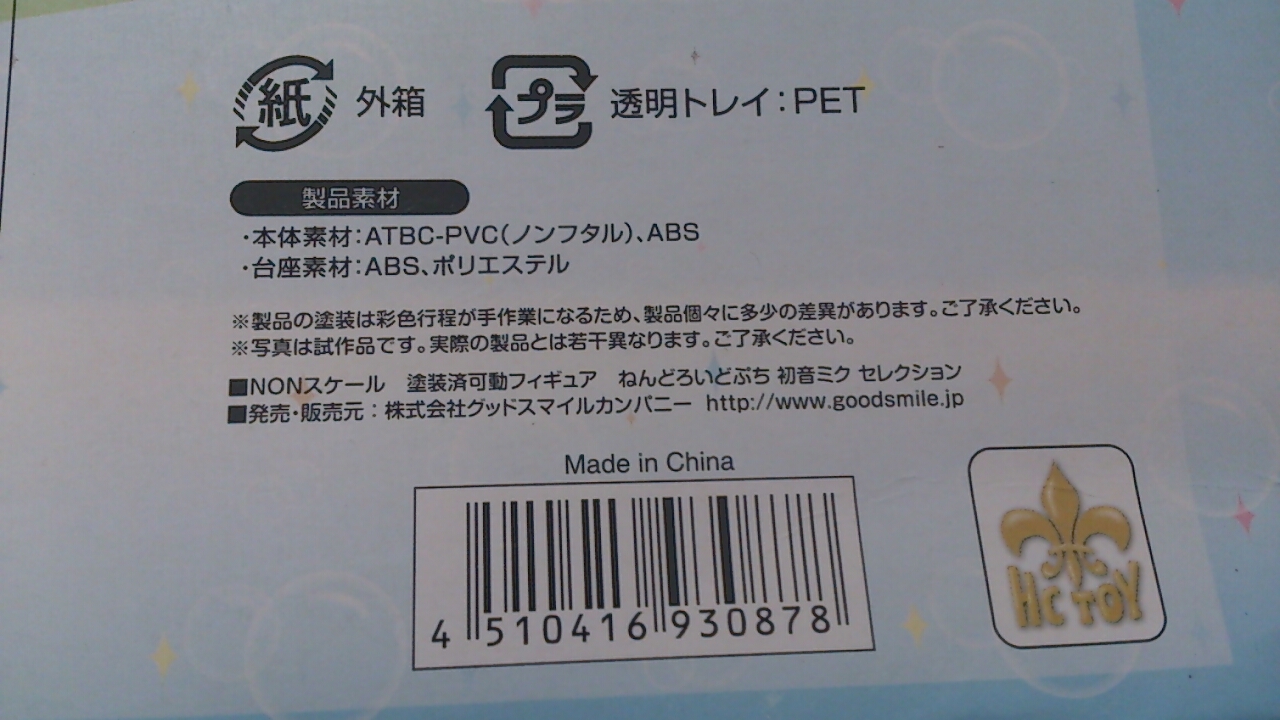 紙 外箱 プラ 透明トレイ：PET
製品素材
・本体素材：ATBC-PVC（ノンフタル）、ABS
・台座素材：ABS、ポリエステル
※製品の塗装は彩色行程が手作業になるため、製品個々に多少の差異があります。ご了承ください。
※写真は試作品です。実際の製品とは若干異なります。ご了承ください。
■NONスケール　塗装済可動フィギュア　ねんどろいどぷち 初音ミク セレクション
■発売・販売元：株式会社グッドスマイルカンパニー http://www.goodsmile.jp
Made in China
4 510416 930878
HC TOY